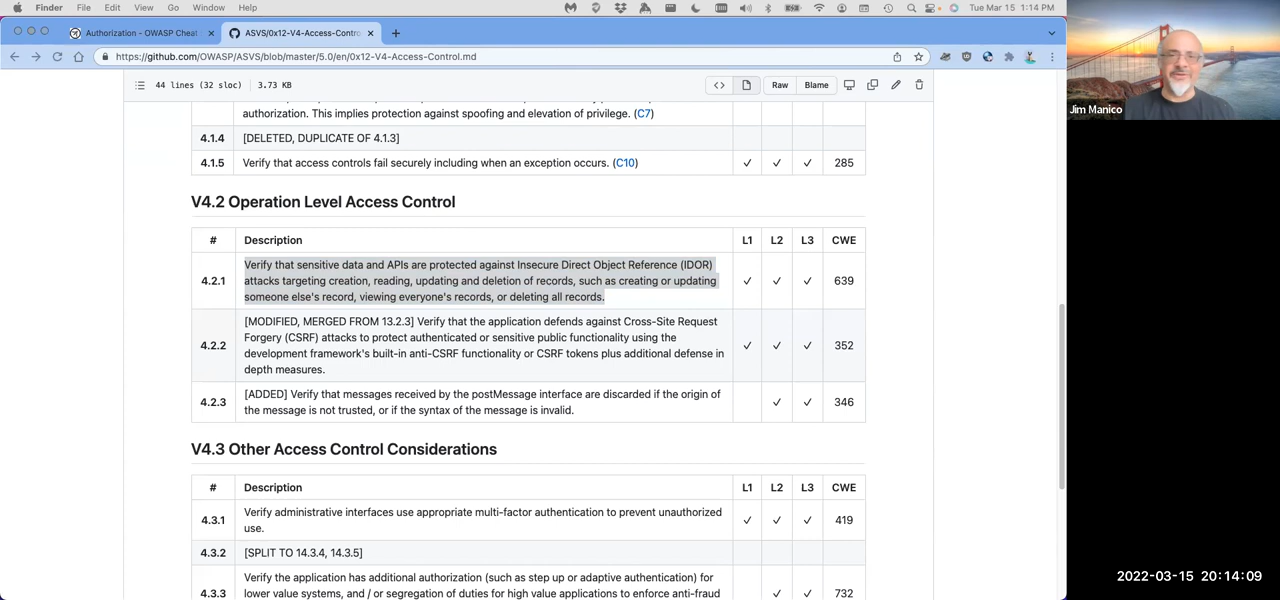 Finder File Edit View Go Window Help Tue Mar 15 1:14 PM
Authorization - OWASP Cheat ASVS/0x12-V4-Access-Control
https://github.com/OWASP/ASVS/blob/master/5.0/en/0x12-V4-Access-Control.md
44 lines (32 sloc) 3.73 KB Raw Blame
authorization. This implies protection against spoofing and elevation of privilege. (C7)
4.1.4 [DELETED, DUPLICATE OF 4.1.3]
4.1.5 Verify that access controls fail securely including when an exception occurs. (C10) ✓ ✓ ✓ 285
V4.2 Operation Level Access Control
# Description L1 L2 L3 CWE
Verify that sensitive data and APIs are protected against Insecure Direct Object Reference (IDOR)
4.2.1 attacks targeting creation, reading, updating and deletion of records, such as creating or updating ✓ ✓ ✓ 639
someone else's record, viewing everyone's records, or deleting all records.
[MODIFIED, MERGED FROM 13.2.3] Verify that the application defends against Cross-Site Request
Forgery (CSRF) attacks to protect authenticated or sensitive public functionality using the
4.2.2 development framework's built-in anti-CSRF functionality or CSRF tokens plus additional defense in ✓ ✓ ✓ 352
depth measures.
4.2.3 [ADDED] Verify that messages received by the postMessage interface are discarded if the origin of ✓ ✓ 346
the message is not trusted, or if the syntax of the message is invalid.
V4.3 Other Access Control Considerations
# Description L1 L2 L3 CWE
4.3.1 Verify administrative interfaces use appropriate multi-factor authentication to prevent unauthorized ✓ ✓ ✓ 419
use.
4.3.2 [SPLIT TO 14.3.4, 14.3.5]
Verify the application has additional authorization (such as step up or adaptive authentication) for
4.3.3 lower value systems, and / or segregation of duties for high value applications to enforce anti-fraud ✓ ✓ 732
Jim Manico
2022-03-15 20:14:09